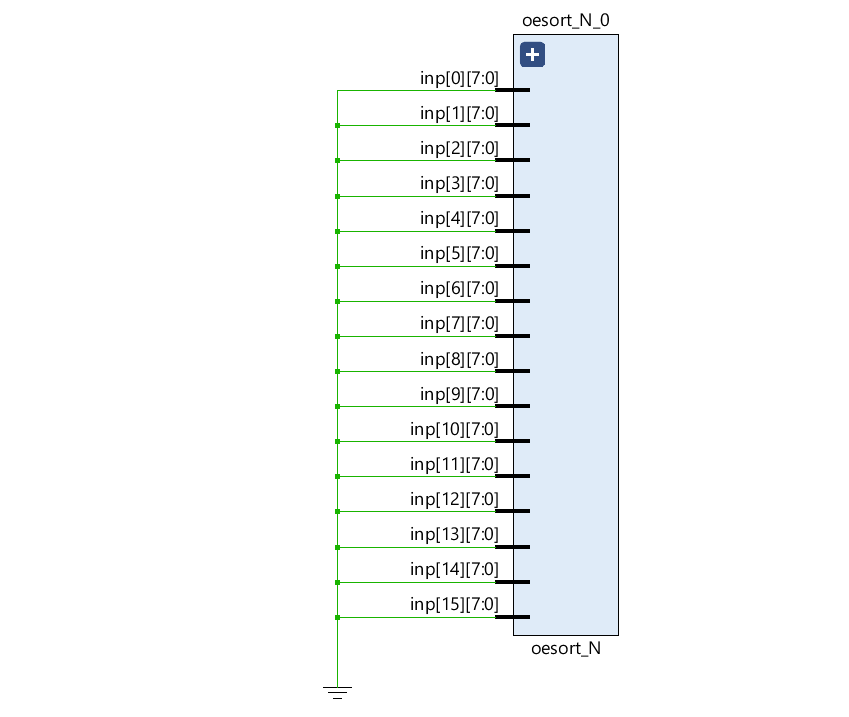 oesort_N_0
inp[0][7:0]
inp[1][7:0]
inp[2][7:0]
inp[3][7:0]
inp[4][7:0]
inp[5][7:0]
inp[6][7:0]
inp[7][7:0]
inp[8][7:0]
inp[9][7:0]
inp[10][7:0]
inp[11][7:0]
inp[12][7:0]
inp[13][7:0]
inp[14][7:0]
inp[15][7:0]
oesort_N